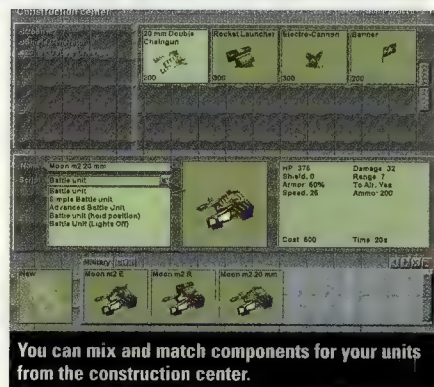 Construction center
20 mm Double Chaingun
Rocket Launcher
Electro-Cannon
Banner
200
300
300
200
Moon m2 20 mm
Battle unit
Battle unit
Simple Battle unit
Advanced Battle Unit
Battle unit (hold position)
Battle Unit (Lights Off)
HP 375
Shield. 0
Armor 60%
Speed. 25
Damage 32
Range 7
To Air. Yes
Ammo 200
Cost 600
Time 20s
New
Moon m2 E
Moon m2 R
Moon m2 20 mm
You can mix and match components for your units
from the construction center.